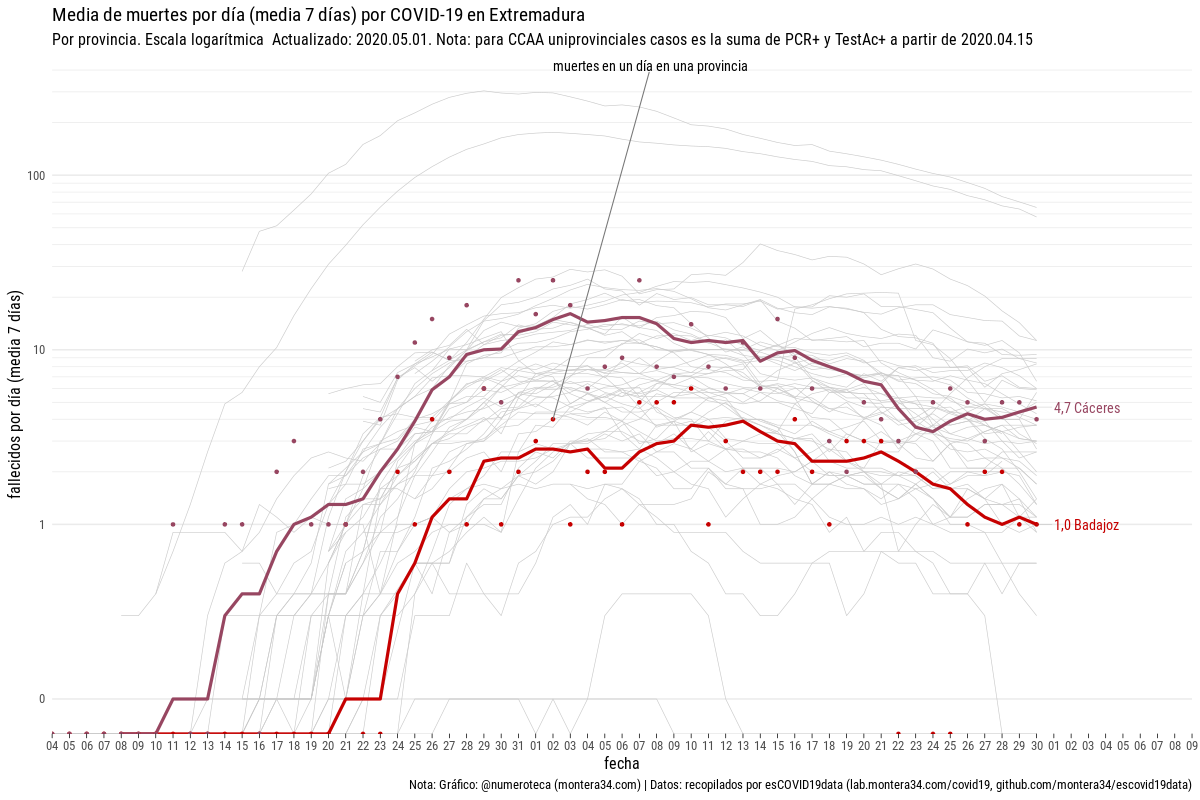 Media de muertes por día (media 7 días) por COVID-19 en Extremadura
Por provincia. Escala logarítmica  Actualizado: 2020.05.01. Nota: para CCAA uniprovinciales casos es la suma de PCR+ y TestAc+ a partir de 2020.04.15
muertes en un día en una provincia
fallecidos por día (media  7 días)
100
10
1
0
4,7 Cáceres
1,0 Badajoz
04 05 06 07 08 09 10 11 12 13 14 15 16 17 18 19 20 21 22 23 24 25 26 27 28 29 30 31 01 02 03 04 05 06 07 08 09 10 11 12 13 14 15 16 17 18 19 20 21 22 23 24 25 26 27 28 29 30 01 02 03 04 05 06 07 08 09
fecha
Nota: Gráfico: @numeroteca (montera34.com) | Datos: recopilados por esCOVID19data (lab.montera34.com/covid19, github.com/montera34/escovid19data)